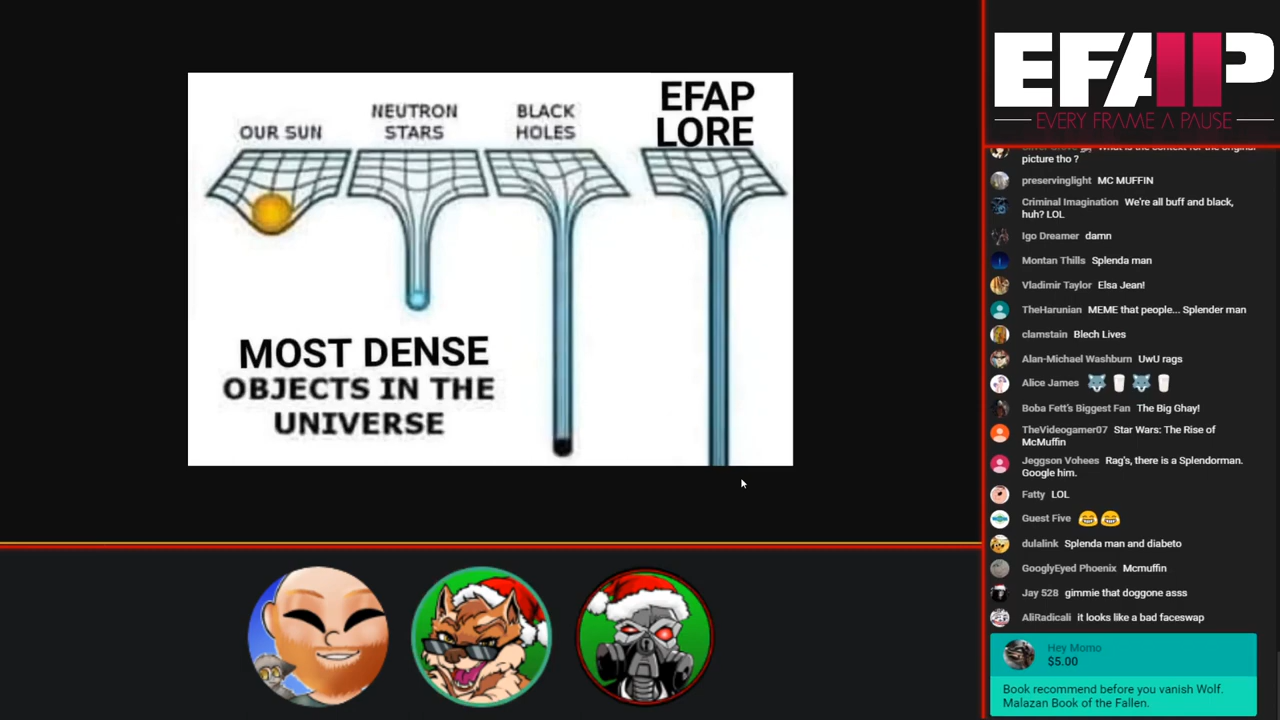 OUR SUN
NEUTRON
STARS
BLACK
HOLES
EFAP
LORE
MOST DENSE
OBJECTS IN THE
UNIVERSE
EFAP
EVERY FRAME A PAUSE
picture tho ?
preservinglight MC MUFFIN
Criminal Imagination We're all buff and black,
huh? LOL
Igo Dreamer damn
Montan Thills Splenda man
Vladimir Taylor Elsa Jean!
TheHarunian MEME that people... Splender man
clamstain Blech Lives
Alan-Michael Washburn UwU rags
Alice James
Boba Fett's Biggest Fan The Big Ghay!
TheVideogamer07 Star Wars: The Rise of
McMuffin
Jeggson Vohees Rag's, there is a Splendorman.
Google him.
Fatty LOL
Guest Five
dulalink Splenda man and diabeto
GooglyEyed Phoenix Mcmuffin
Jay 528 gimmie that doggone asss
AliRadicali it looks like a bad faceswap
Hey Momo
$5.00
Book recommend before you vanish Wolf.
Malazan Book of the Fallen.